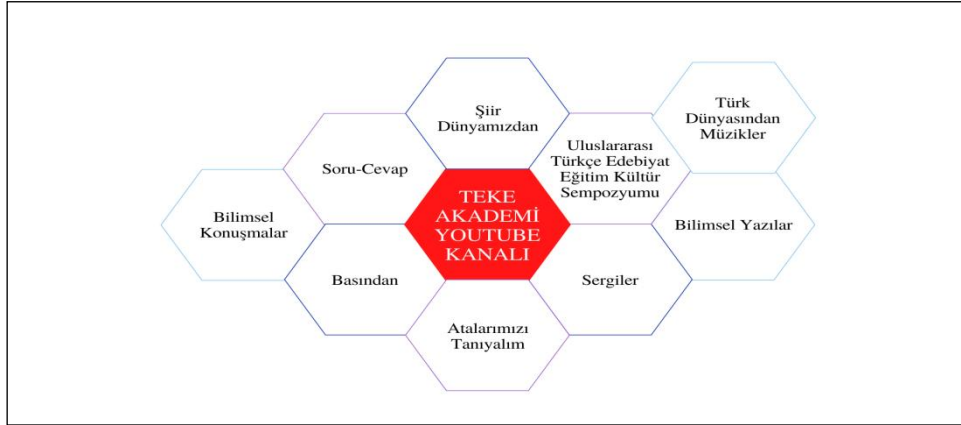 Şiir
Dünyamızdan
Türk
Dünyasından
Müzikler
Soru-Cevap
Uluslararası
Türkçe Edebiyat
Eğitim Kültür
Sempozyumu
Bilimsel
Konuşmalar
TEKE
AKADEMİ
YOUTUBE
KANALI
Bilimsel Yazılar
Basından
Sergiler
Atalarımızı
Tanıyalım